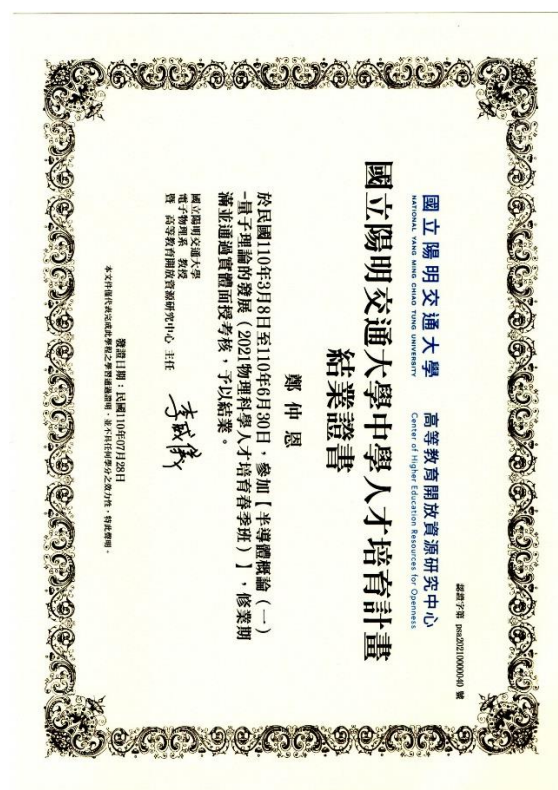 認證字第 psa20210000040 號
國立陽明交通大學 高等教育開放資源研究中心
NATIONAL YANG MING CHIAO TUNG UNIVERSITY Center of Higher Education Resources for Openness
國立陽明交通大學中學人才培育計畫
結業證書
鄭仲恩
於民國110年3月8日至110年6月30日,參加【半導體概論(一)
-量子理論的發展(2021物理科學人才培育春季班)】,修業期
滿並通過實體面授考核,予以結業。
國立陽明交通大學
電子物理系 教授
暨 高等教育開放資源研究中心 主任
李威儀
發證日期:民國110年07月28日
本文件僅代表完成此學程之學習通過證明,並不具任何學分之效力性,特此聲明。